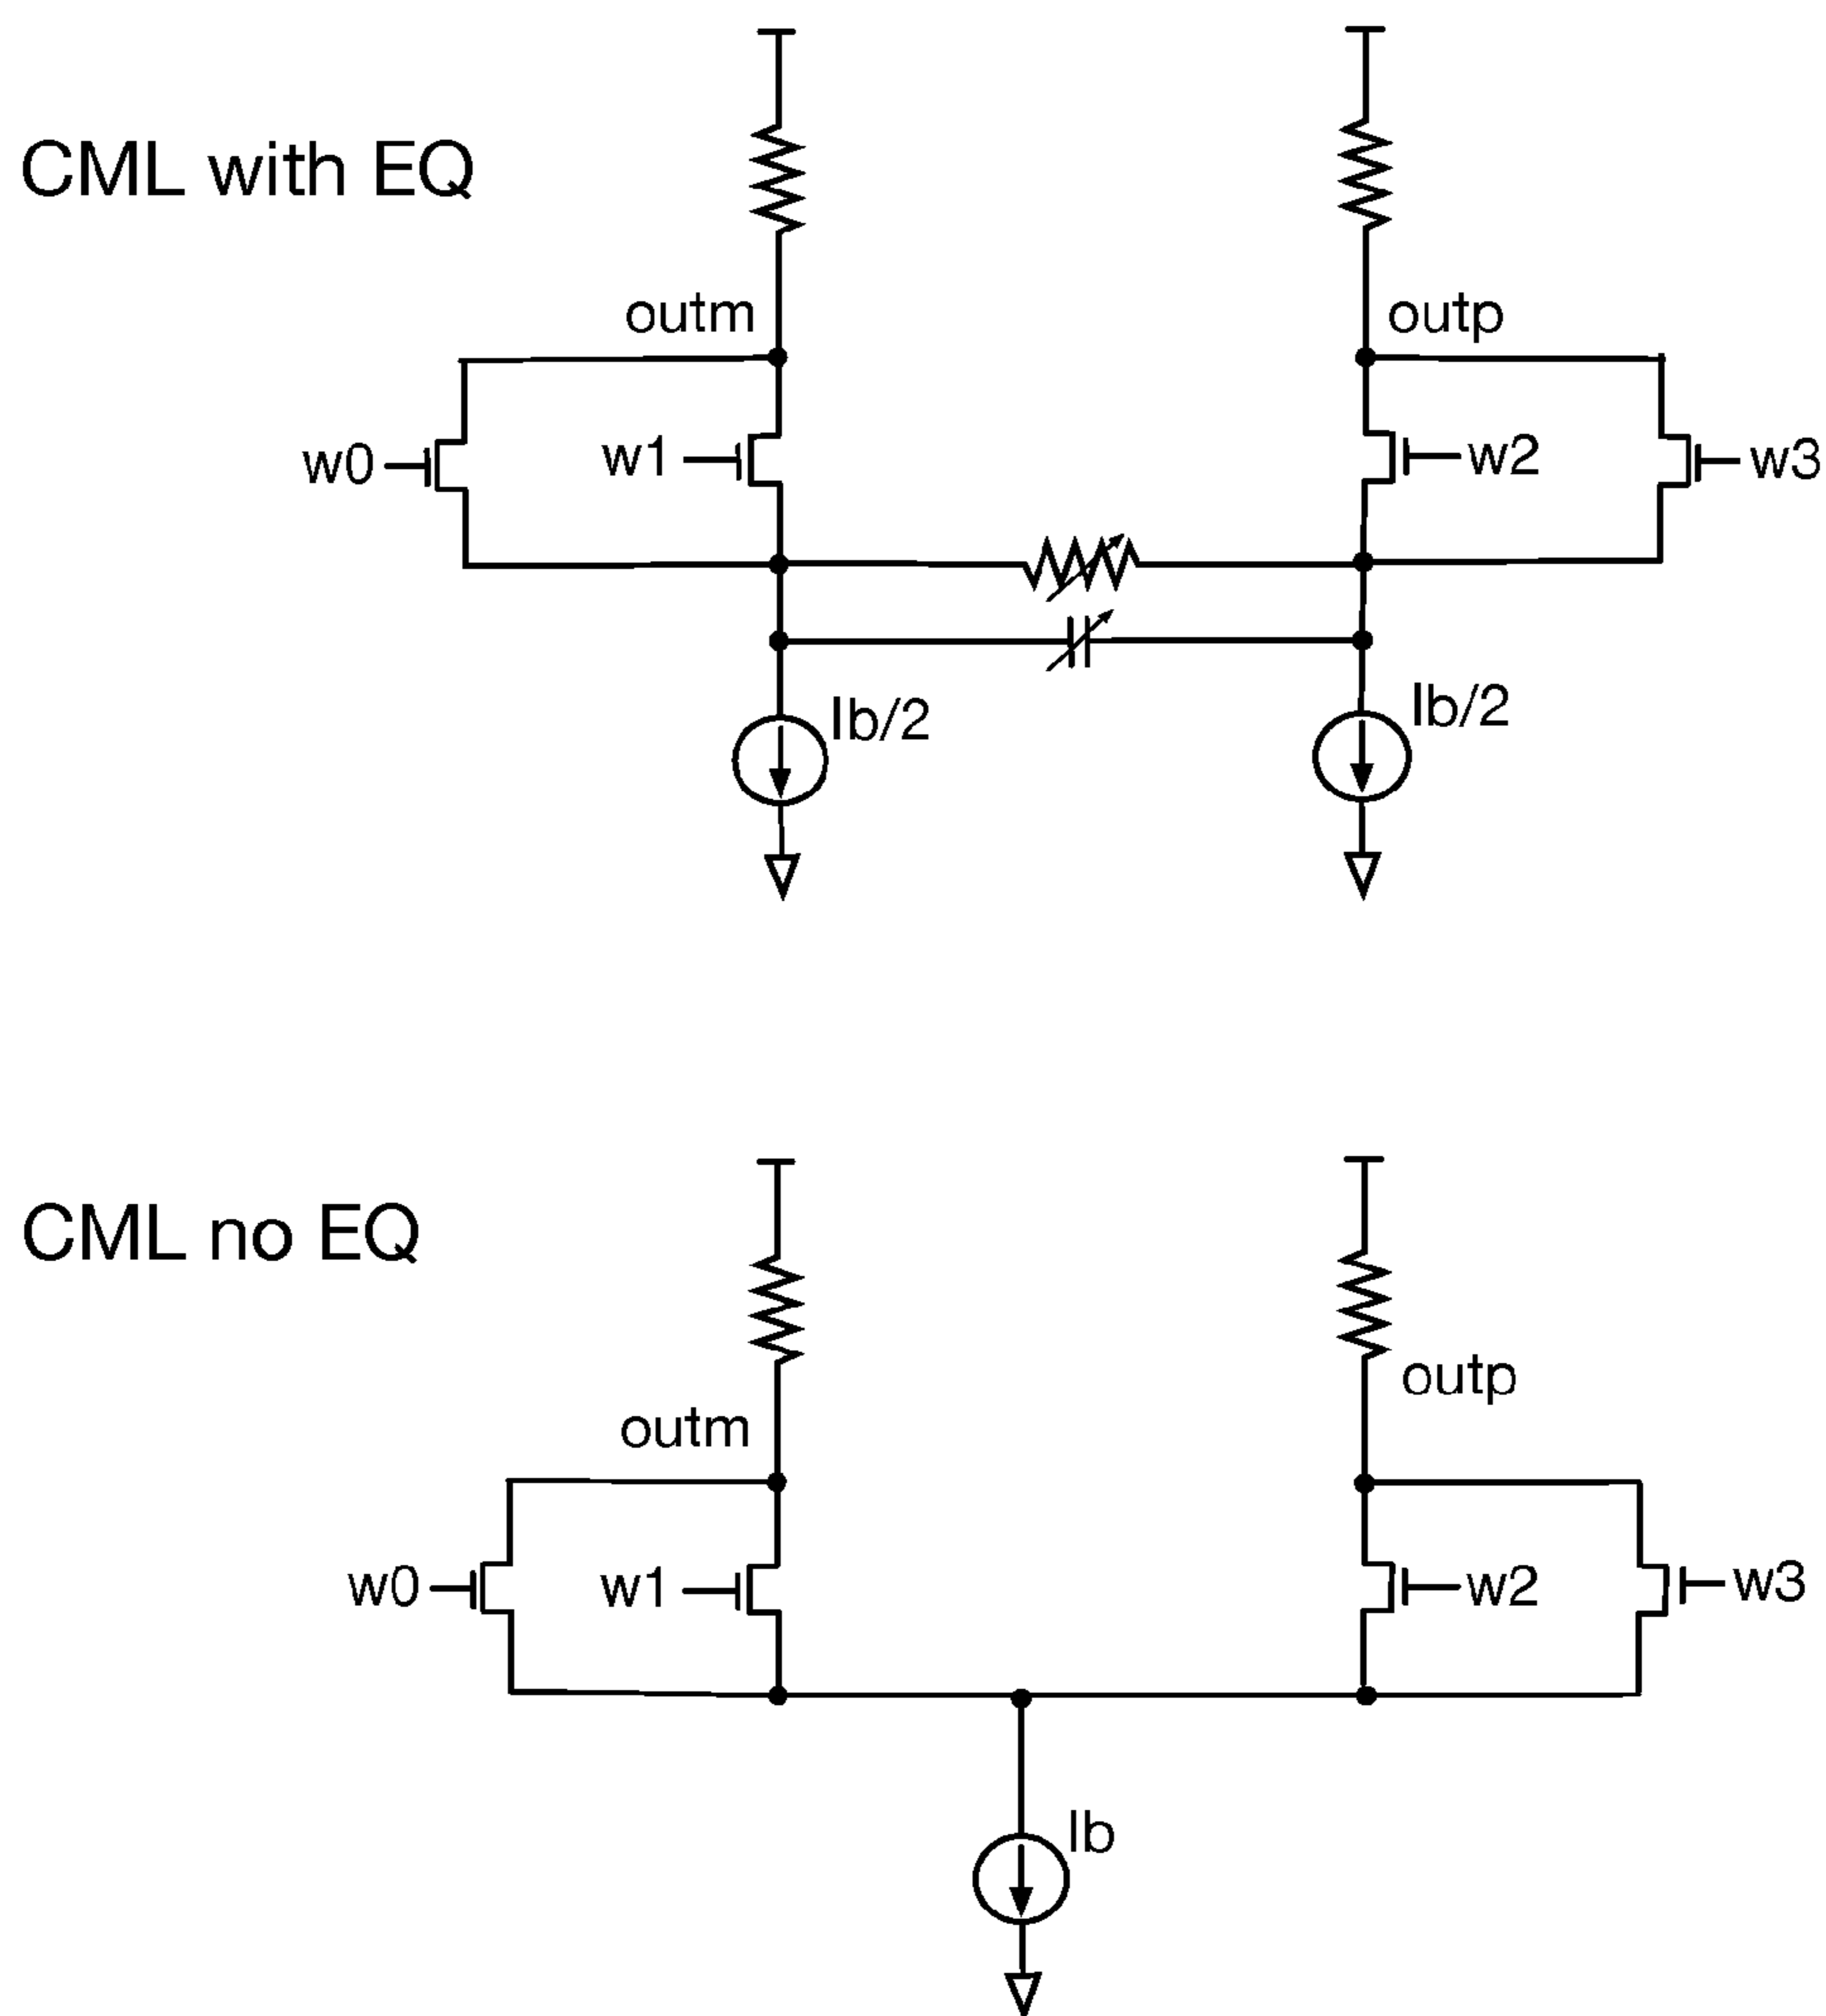 CML with EQ
outm
outp
w0
w1
w2
w3
Ib/2
Ib/2
CML no EQ
outp
outm
w0
w1
w2
w3
Ib